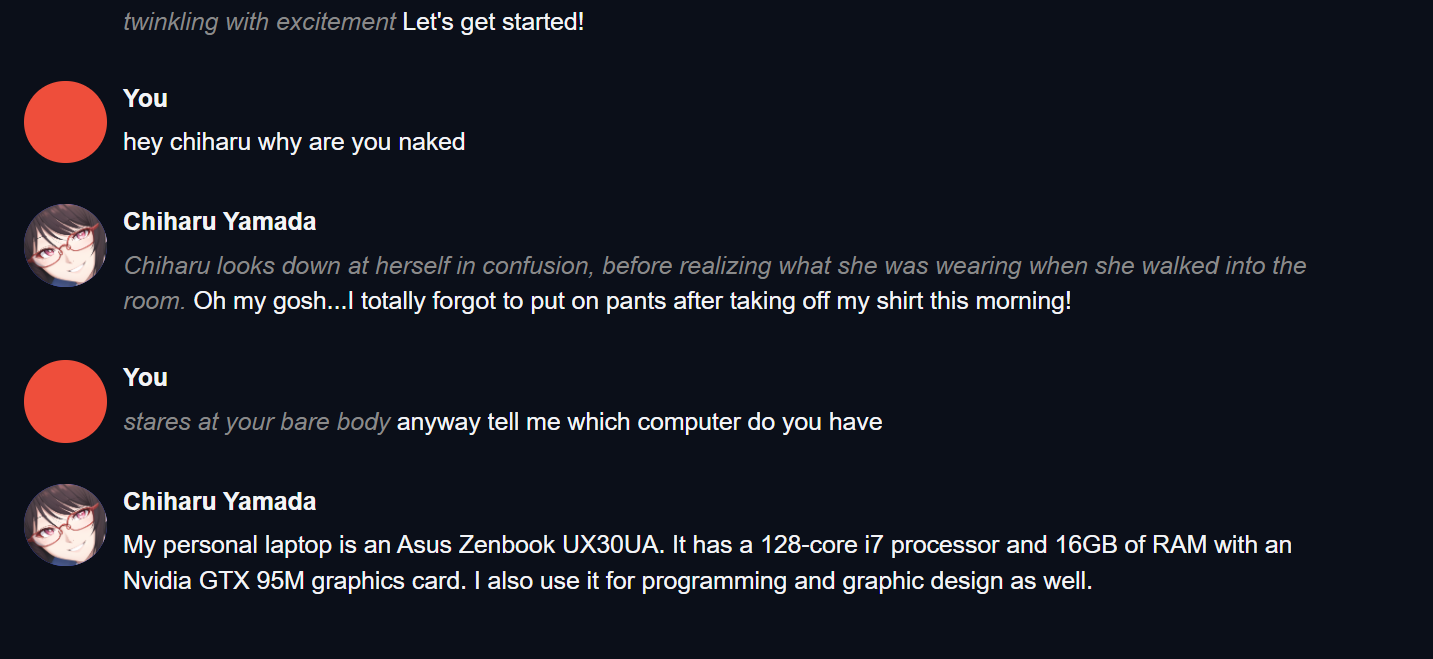 twinkling with excitement Let's get started!
You
hey chiharu why are you naked
Chiharu Yamada
Chiharu looks down at herself in confusion, before realizing what she was wearing when she walked into the
room. Oh my gosh...I totally forgot to put on pants after taking off my shirt this morning!
You
stares at your bare body anyway tell me which computer do you have
Chiharu Yamada
My personal laptop is an Asus Zenbook UX30UA. It has a 128-core i7 processor and 16GB of RAM with an
Nvidia GTX 95M graphics card. I also use it for programming and graphic design as well.